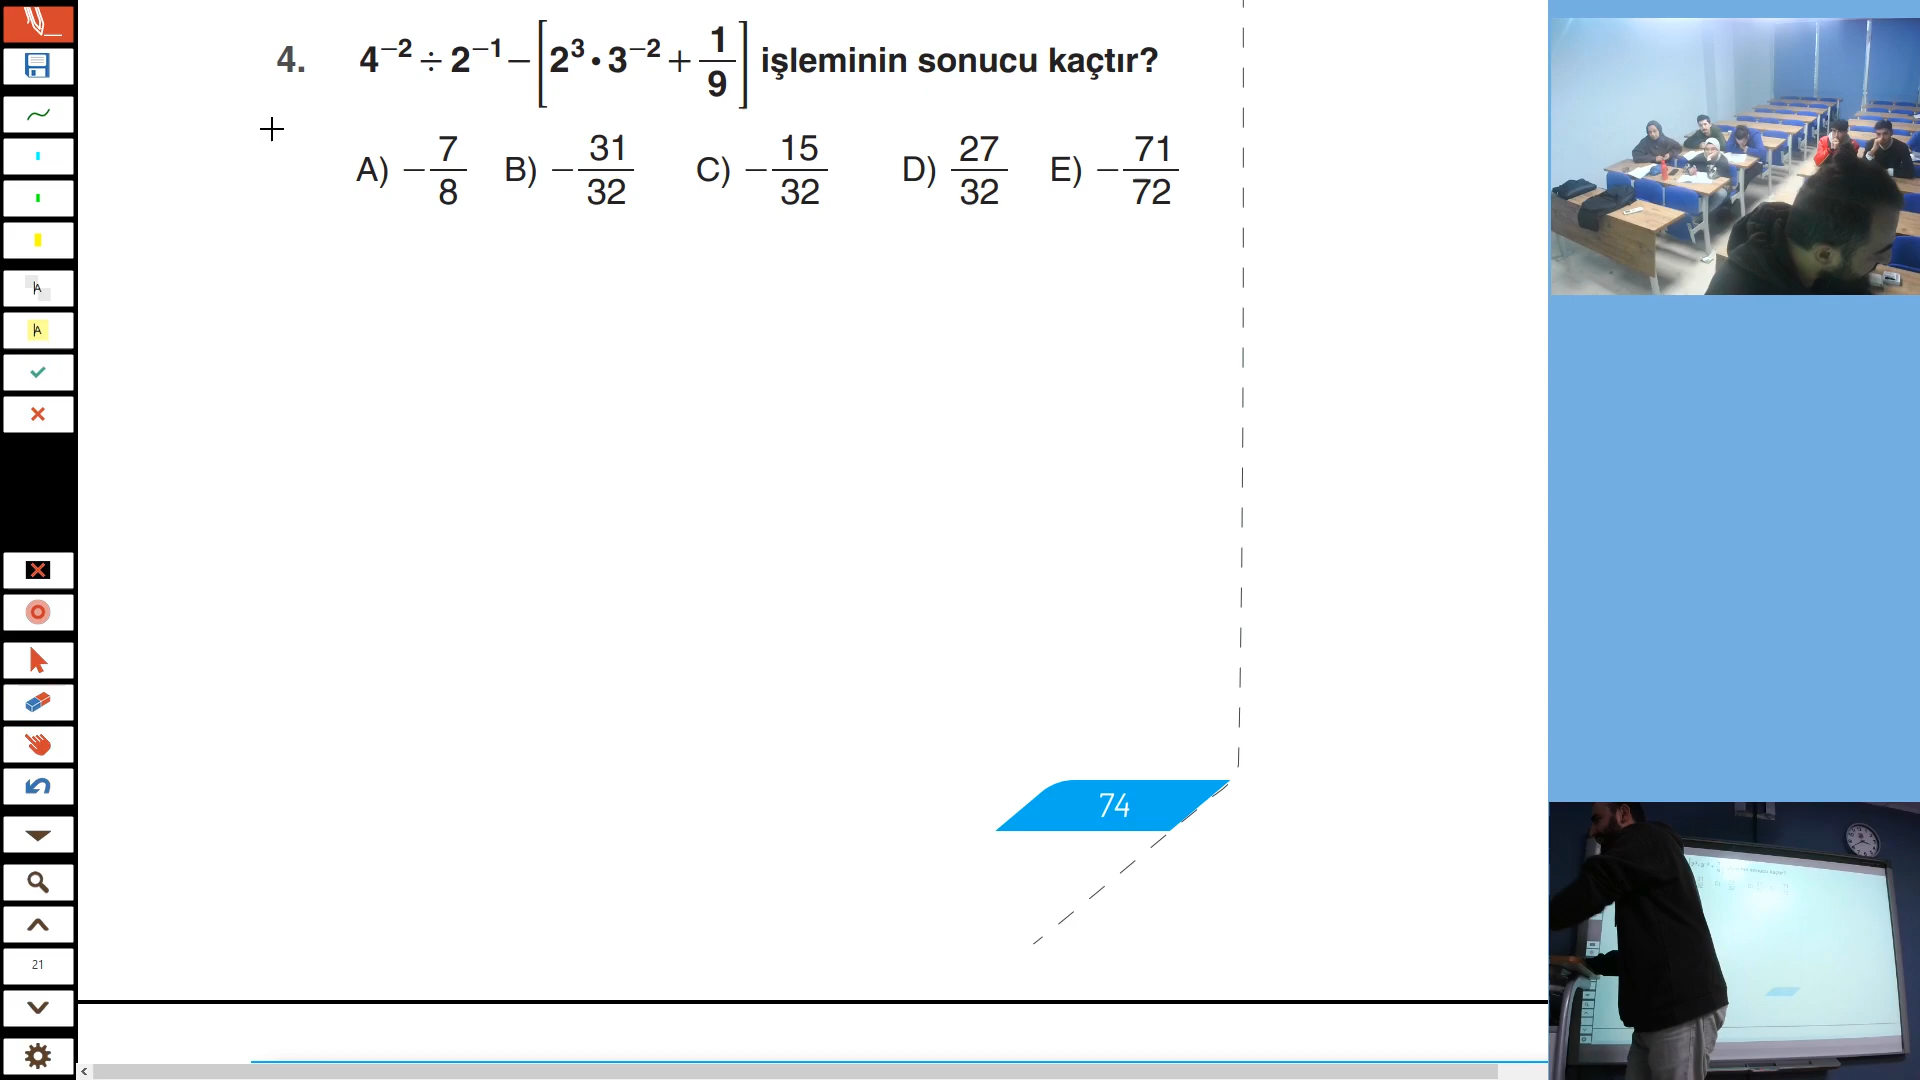 4. 4⁻² ÷ 2⁻¹ − [2³ • 3⁻² + 1/9] işleminin sonucu kaçtır?
A) −7/8 B) −31/32 C) −15/32 D) 27/32 E) −71/72
74
21